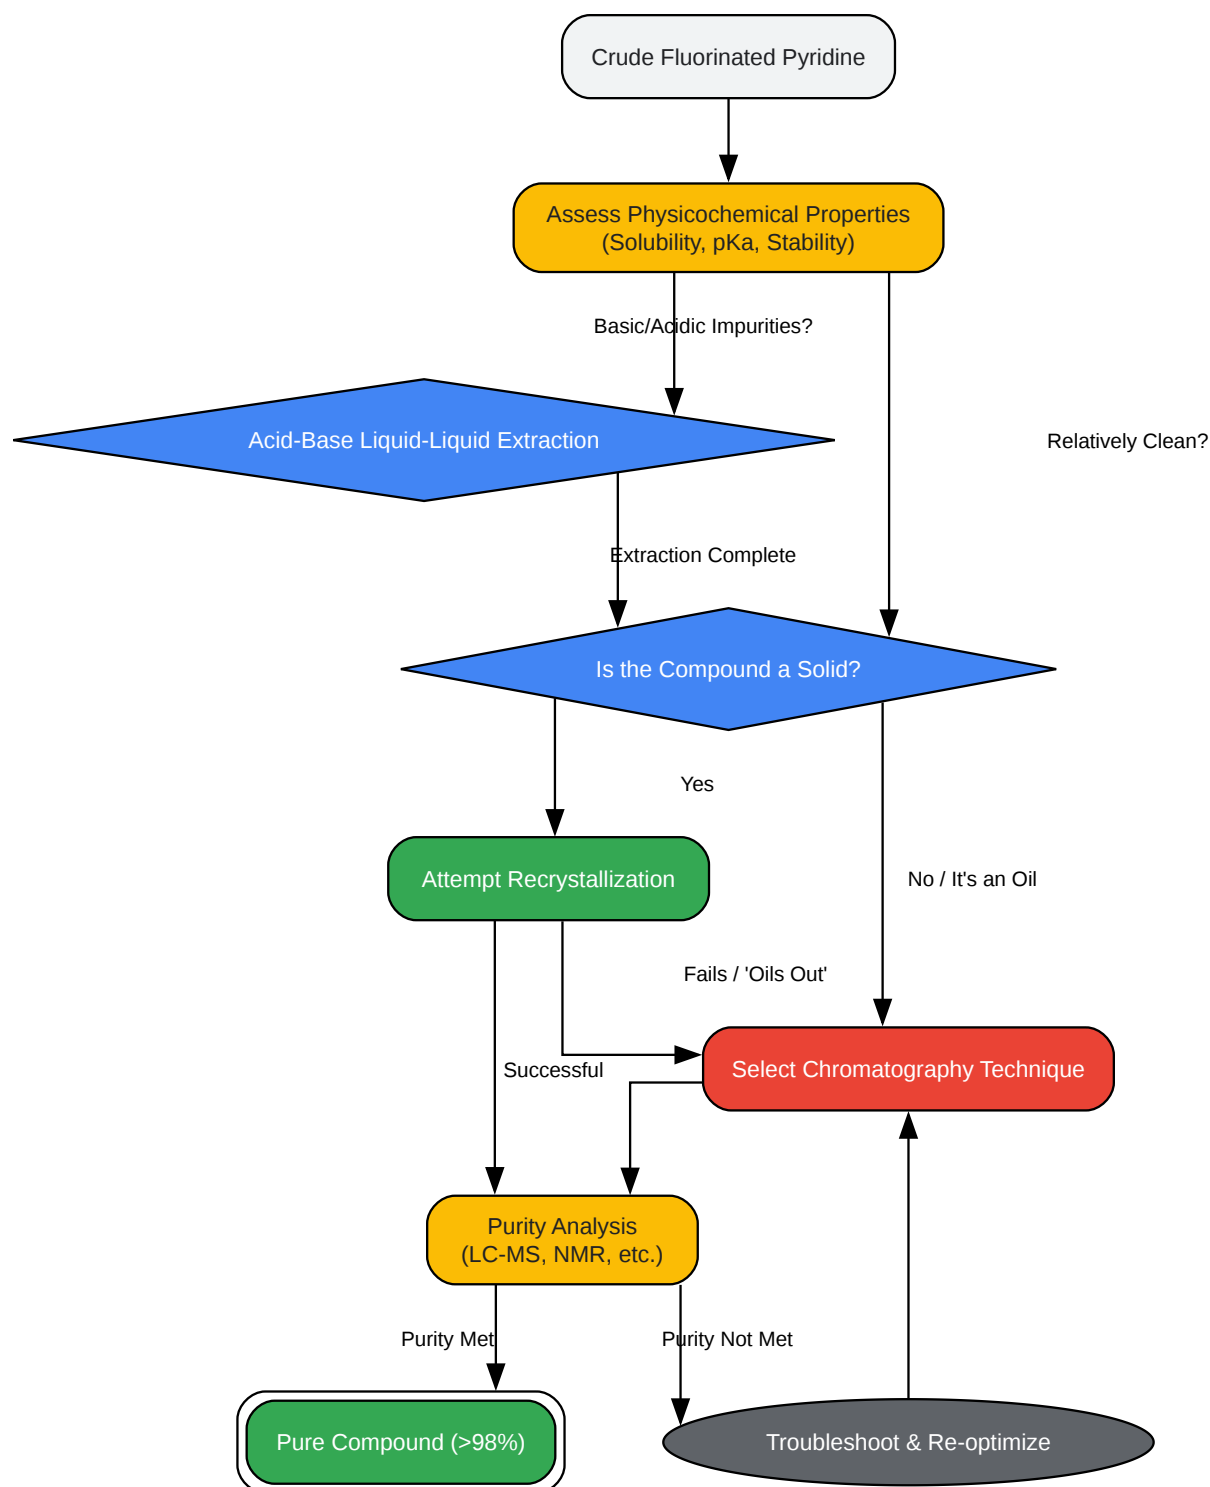 Crude Fluorinated Pyridine
Assess Physicochemical Properties
(Solubility, pKa, Stability)
Basic/Acidic Impurities?
Acid-Base Liquid-Liquid Extraction
Relatively Clean?
Extraction Complete
Is the Compound a Solid?
Yes
Attempt Recrystallization
No / It's an Oil
Fails / 'Oils Out'
Successful
Select Chromatography Technique
Purity Analysis
(LC-MS, NMR, etc.)
Purity Met
Purity Not Met
Pure Compound (>98%)
Troubleshoot & Re-optimize